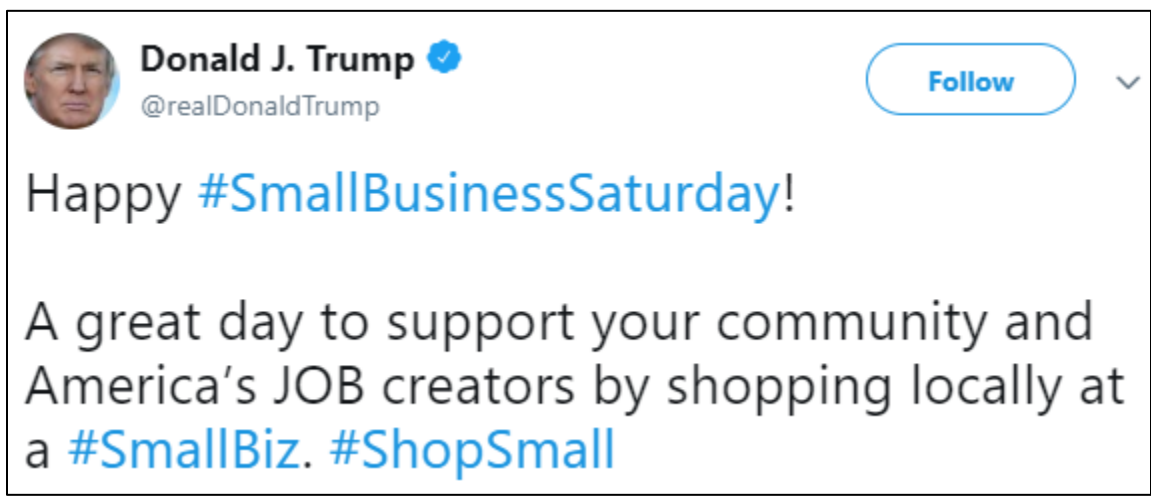 Donald J. Trump
@realDonaldTrump
Follow
Happy #SmallBusinessSaturday!
A great day to support your community and
America’s JOB creators by shopping locally at
a #SmallBiz. #ShopSmall